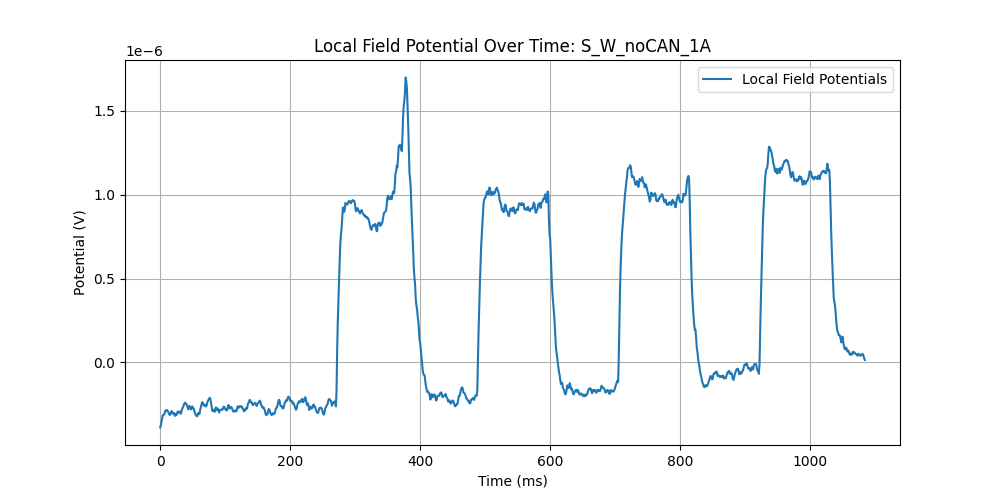 Local Field Potential Over Time: S_W_noCAN_1A
1e−6
Local Field Potentials
1.5
1.0
0.5
0.0
Potential (V)
0 200 400 600 800 1000
Time (ms)